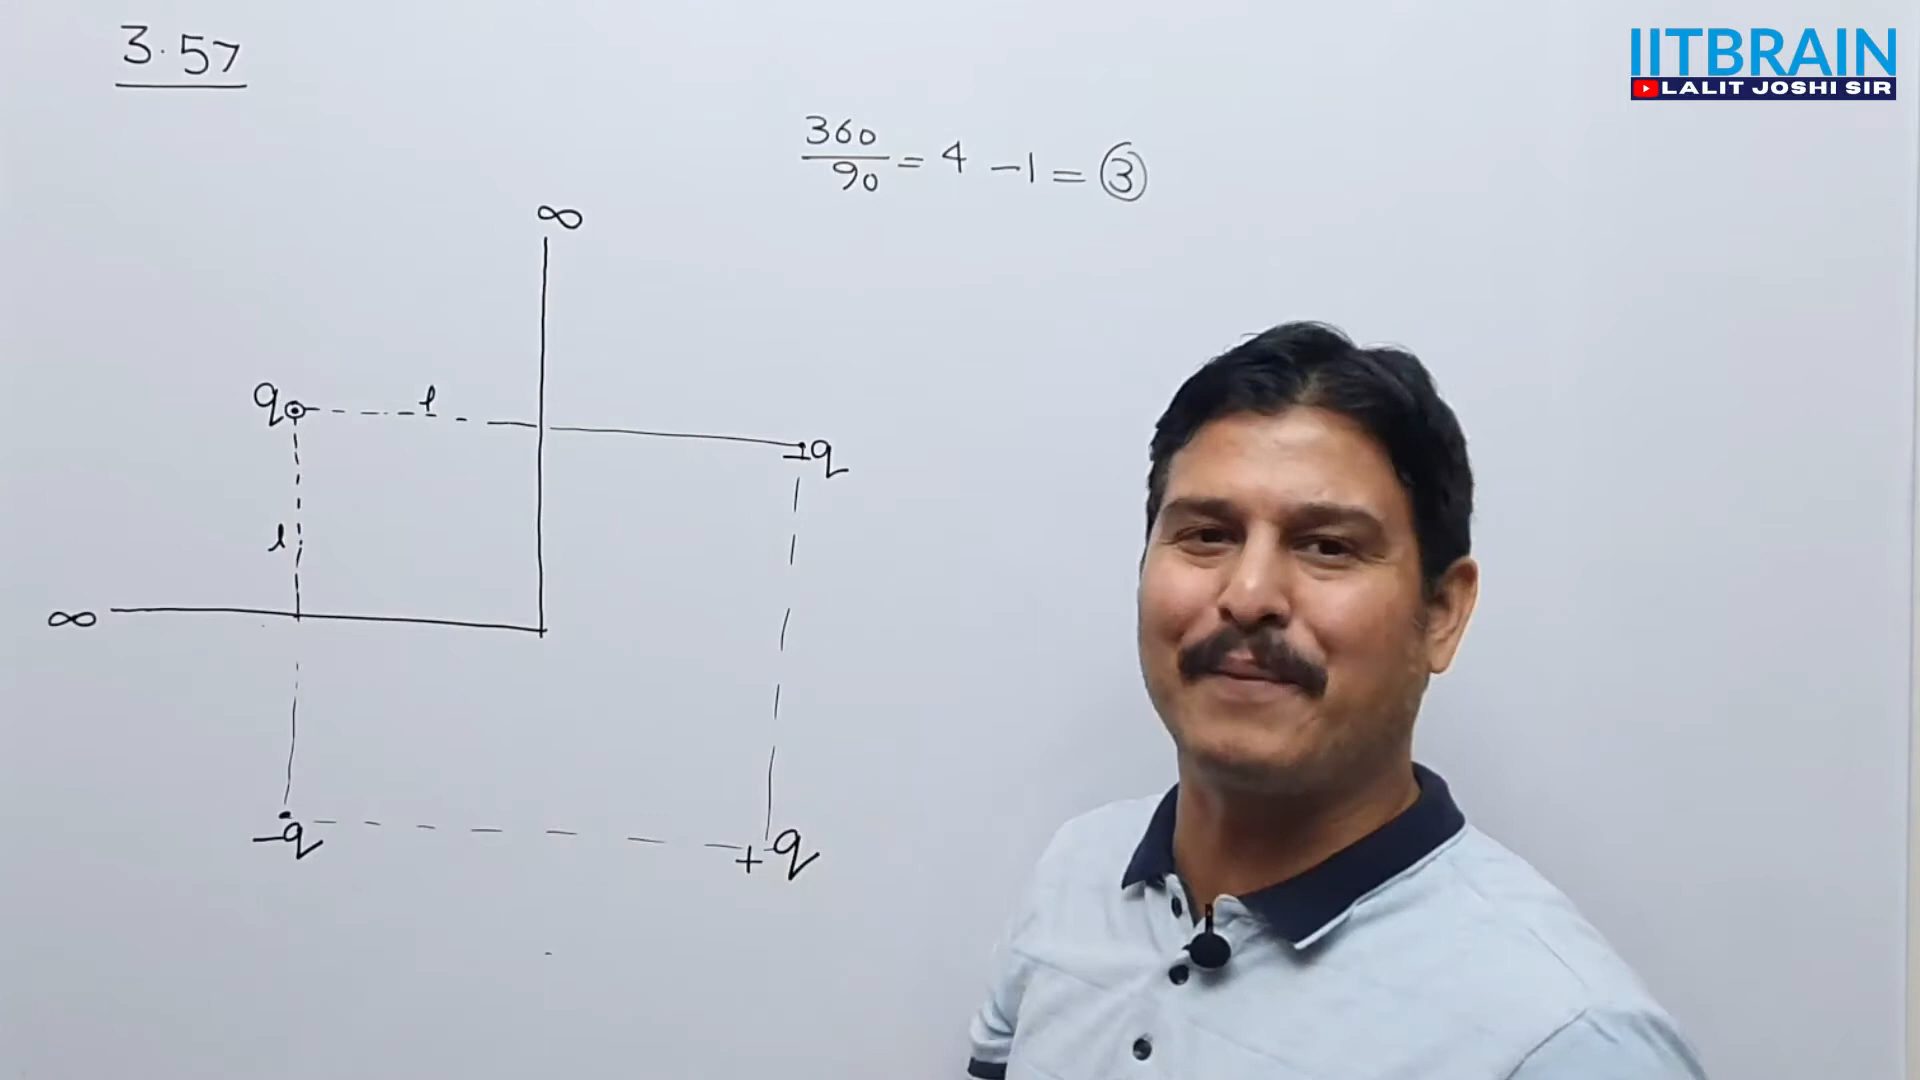 3.57
IITBRAIN
LALIT JOSHI SIR
360/90 = 4 - 1 = 3
∞
q l
-q
l
∞
-q
+q